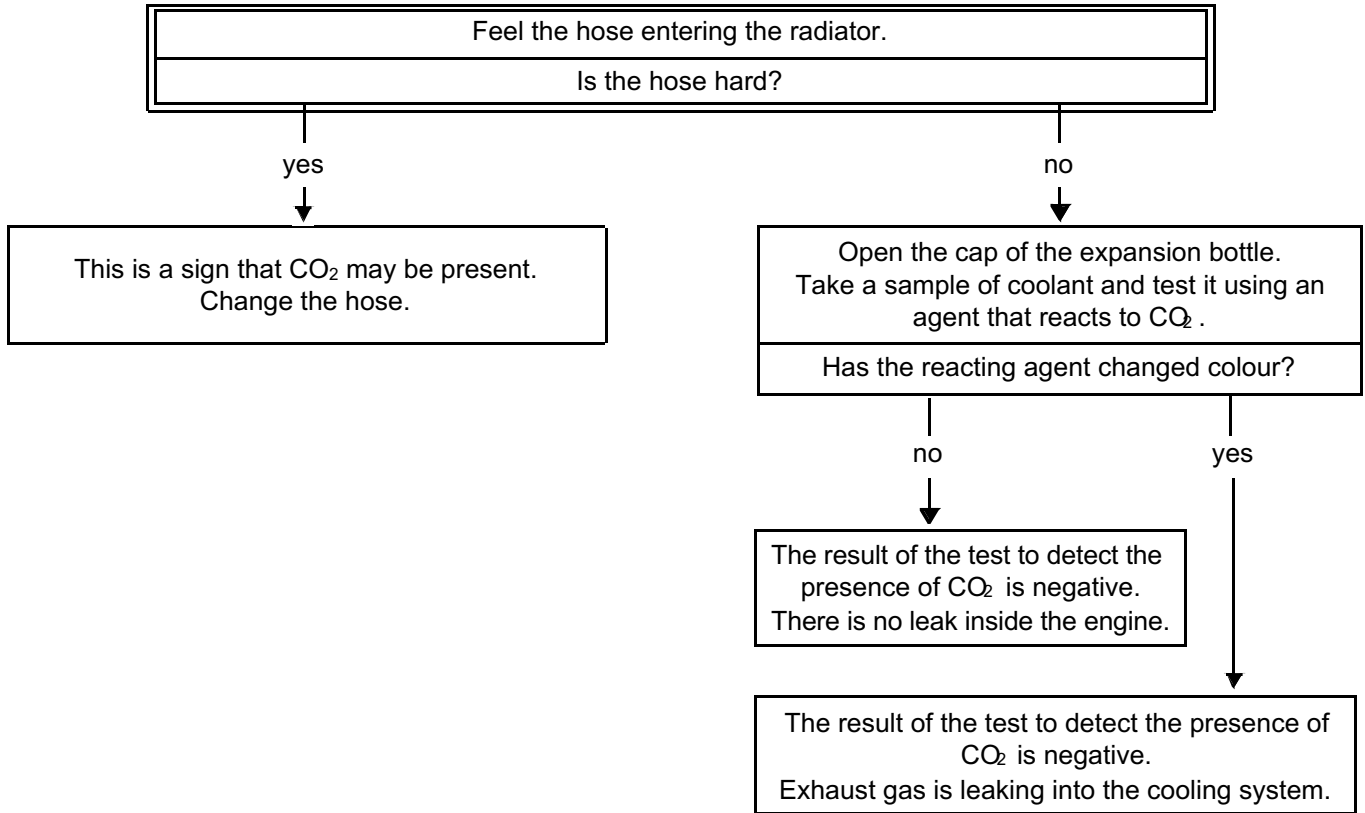 Feel the hose entering the radiator.
Is the hose hard?
yes
no
This is a sign that CO2 may be present.
Change the hose.
Open the cap of the expansion bottle.
Take a sample of coolant and test it using an
agent that reacts to CO2 .
Has the reacting agent changed colour?
no
yes
The result of the test to detect the
presence of CO2 is negative.
There is no leak inside the engine.
The result of the test to detect the presence of
CO2 is negative.
Exhaust gas is leaking into the cooling system.